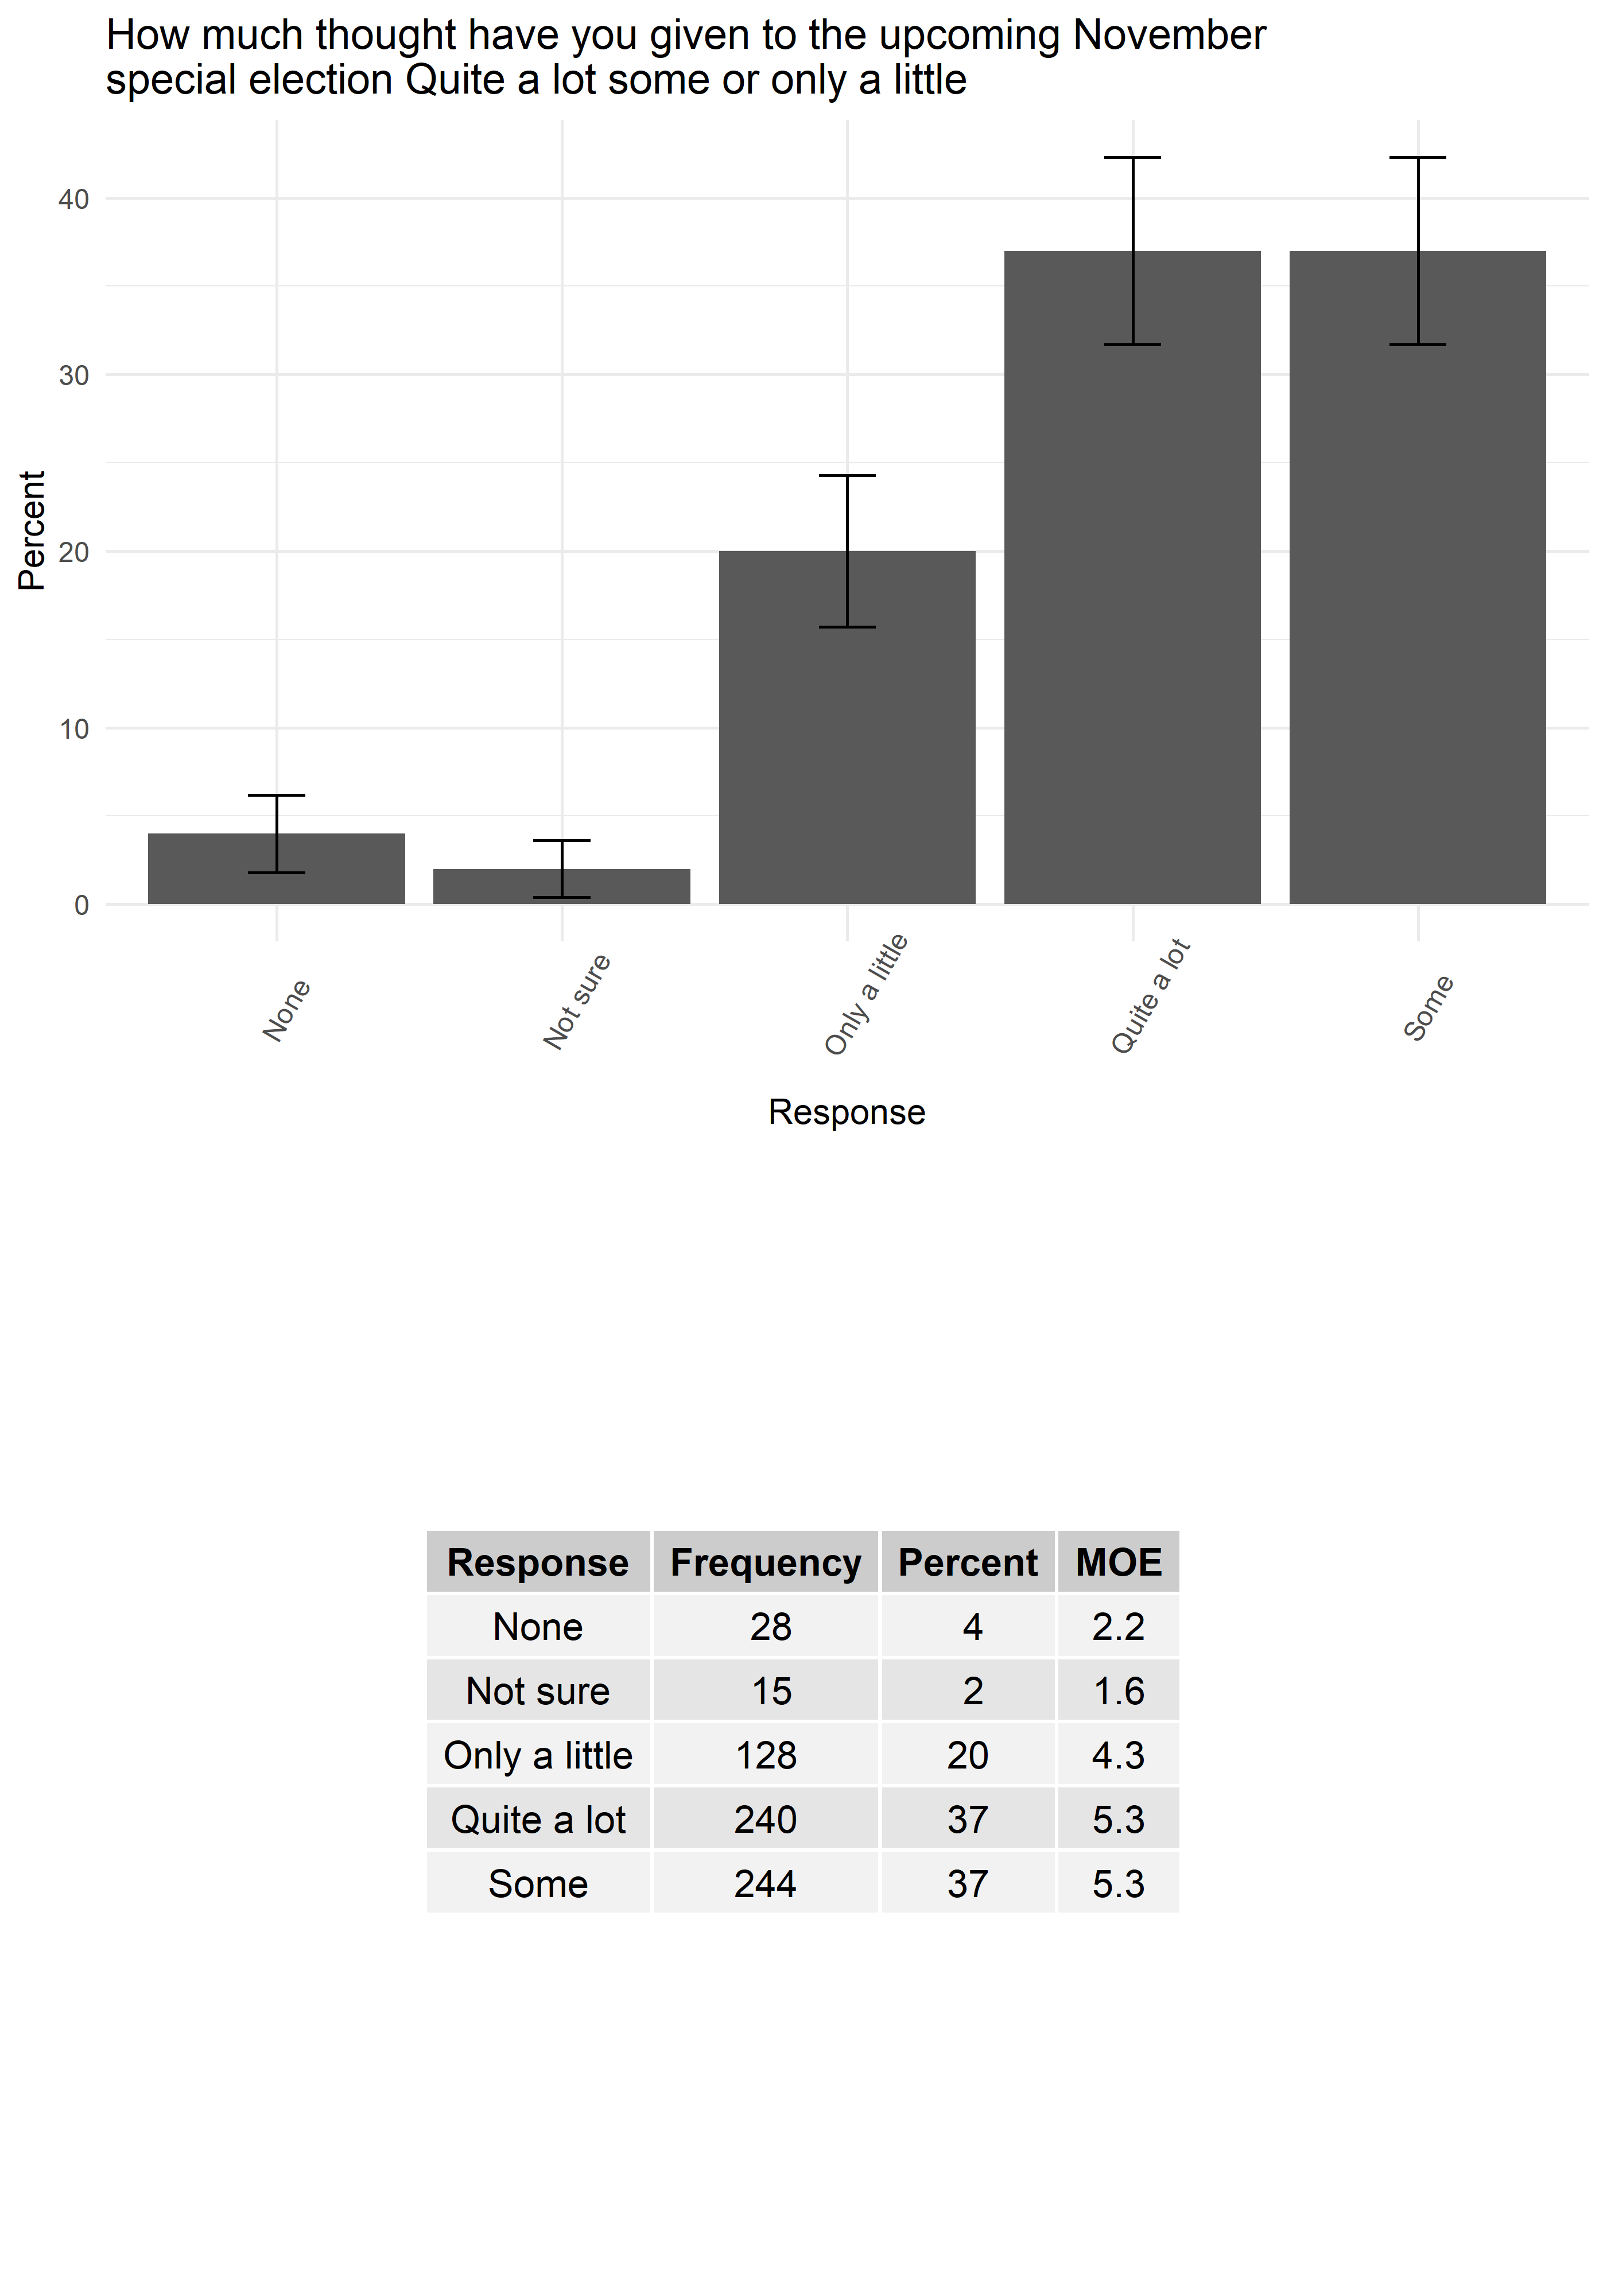 How much thought have you given to the upcoming November
special election Quite a lot some or only a little
Percent
40
30
20
10
0
None
Not sure
Only a little
Quite a lot
Some
Response
Response Frequency Percent MOE
None 28 4 2.2
Not sure 15 2 1.6
Only a little 128 20 4.3
Quite a lot 240 37 5.3
Some 244 37 5.3